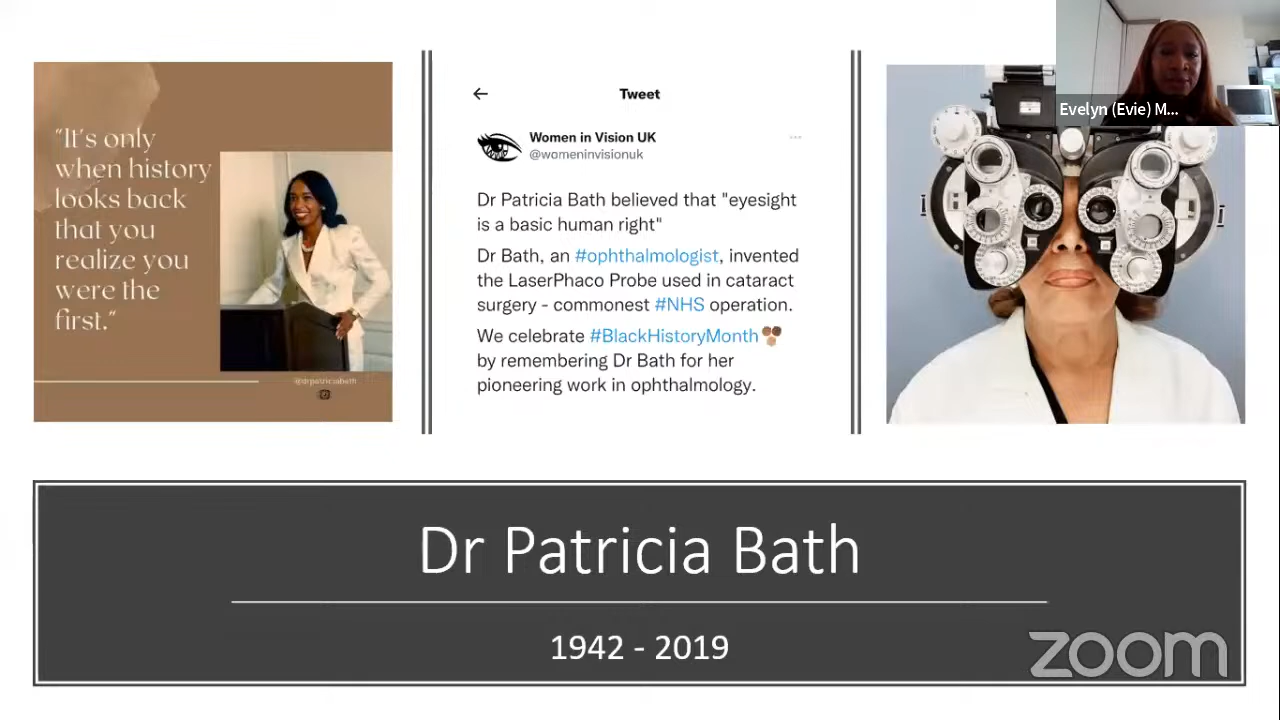 "It's only
when history
looks back
that you
realize you
were the
first."
@drpatriciabath
Tweet
Women in Vision UK
@womeninvisionuk
Dr Patricia Bath believed that "eyesight
is a basic human right"
Dr Bath, an #ophthalmologist, invented
the LaserPhaco Probe used in cataract
surgery - commonest #NHS operation.
We celebrate #BlackHistoryMonth
by remembering Dr Bath for her
pioneering work in ophthalmology.
Evelyn (Evie) M...
Dr Patricia Bath
1942 - 2019
zoom